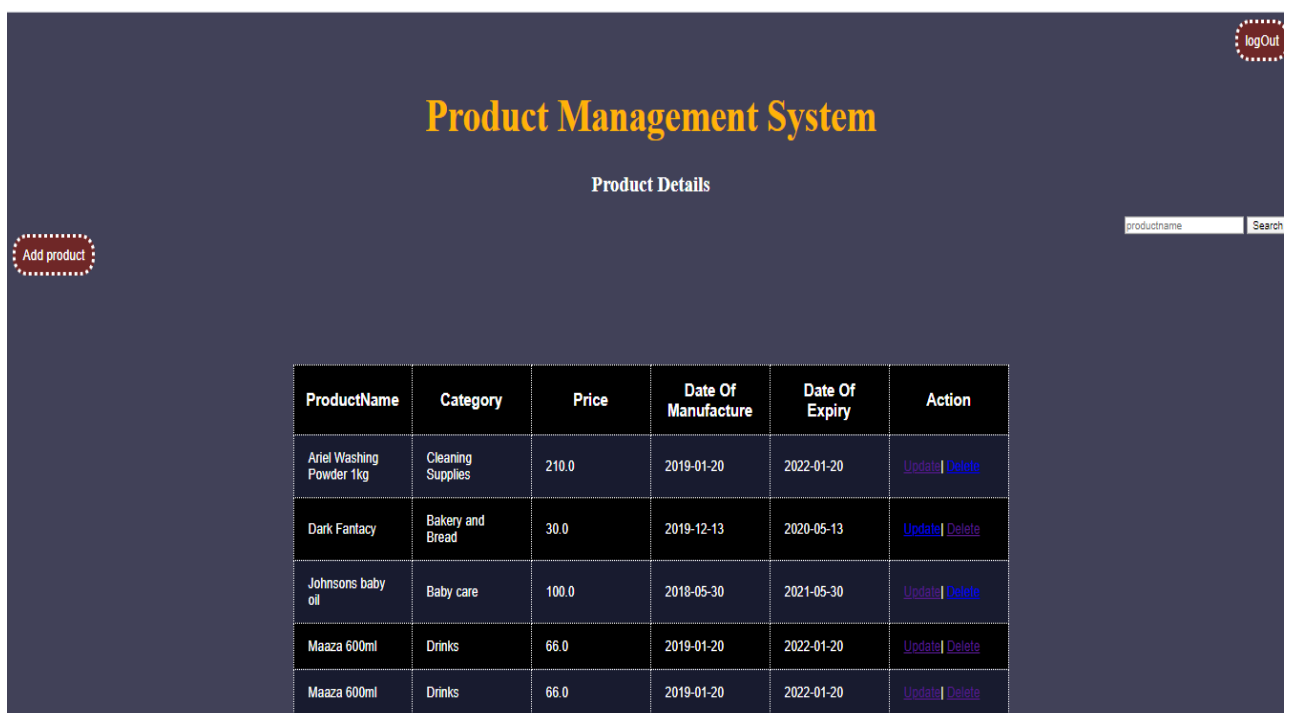 logOut
Product Management System
Product Details
productname Search
Add product
ProductName Category Price Date Of Manufacture Date Of Expiry Action
Ariel Washing Powder 1kg Cleaning Supplies 210.0 2019-01-20 2022-01-20 Update| Delete
Dark Fantacy Bakery and Bread 30.0 2019-12-13 2020-05-13 Update| Delete
Johnsons baby oil Baby care 100.0 2018-05-30 2021-05-30 Update| Delete
Maaza 600ml Drinks 66.0 2019-01-20 2022-01-20 Update| Delete
Maaza 600ml Drinks 66.0 2019-01-20 2022-01-20 Update| Delete